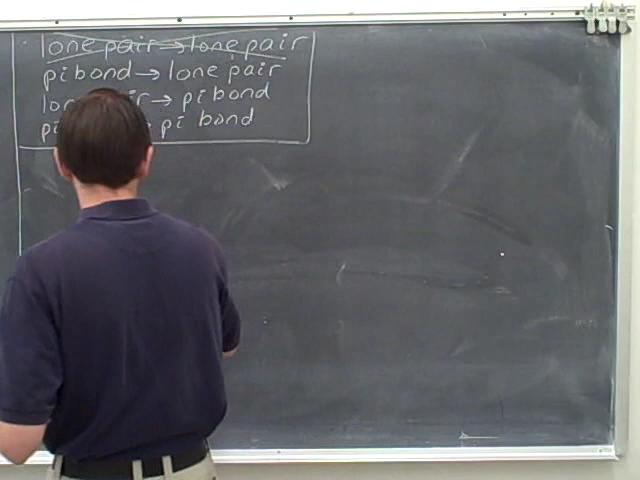 lone pair → lone pair
pi bond → lone pair
→ pi bond
pi bond